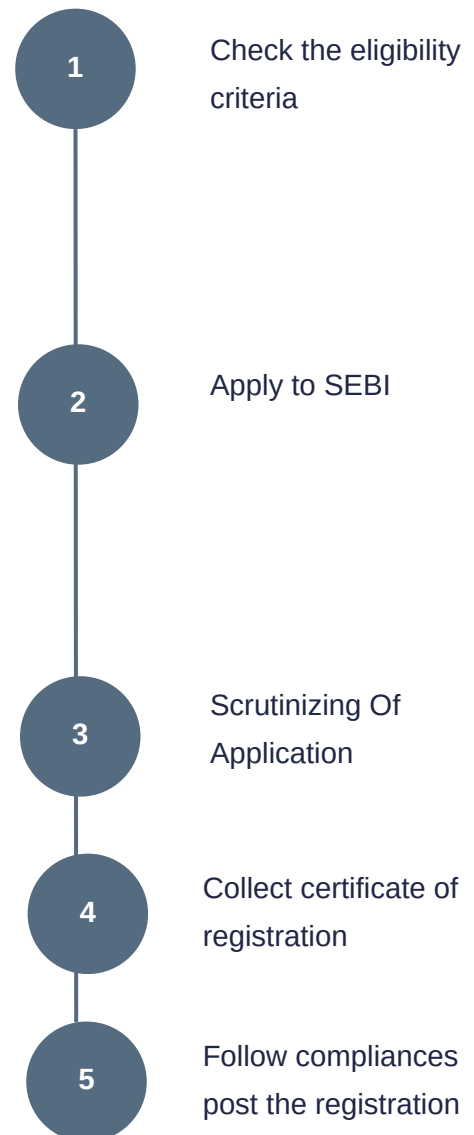 1
Check the eligibility
criteria
2
Apply to SEBI
3
Scrutinizing Of
Application
4
Collect certificate of
registration
5
Follow compliances
post the registration